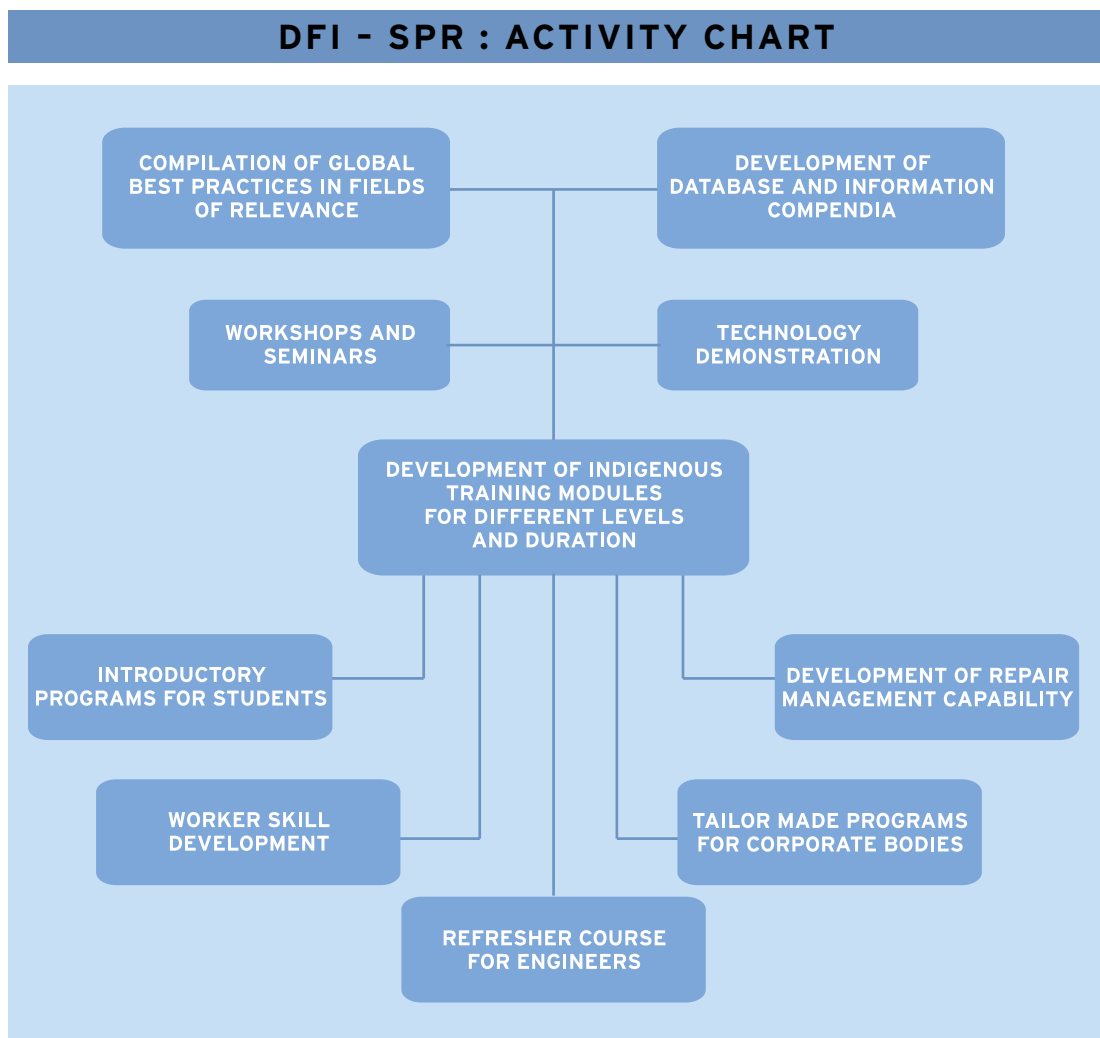 DFI - SPR : ACTIVITY CHART
COMPILATION OF GLOBAL
BEST PRACTICES IN FIELDS
OF RELEVANCE
DEVELOPMENT OF
DATABASE AND INFORMATION
COMPENDIA
WORKSHOPS AND
SEMINARS
TECHNOLOGY
DEMONSTRATION
DEVELOPMENT OF INDIGENOUS
TRAINING MODULES
FOR DIFFERENT LEVELS
AND DURATION
INTRODUCTORY
PROGRAMS FOR STUDENTS
DEVELOPMENT OF REPAIR
MANAGEMENT CAPABILITY
WORKER SKILL
DEVELOPMENT
TAILOR MADE PROGRAMS
FOR CORPORATE BODIES
REFRESHER COURSE
FOR ENGINEERS